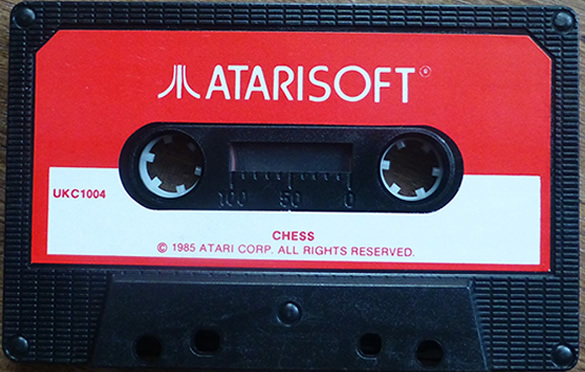 ATARISOFT®
UKC1004
100 50 0
CHESS
© 1985 ATARI CORP. ALL RIGHTS RESERVED.